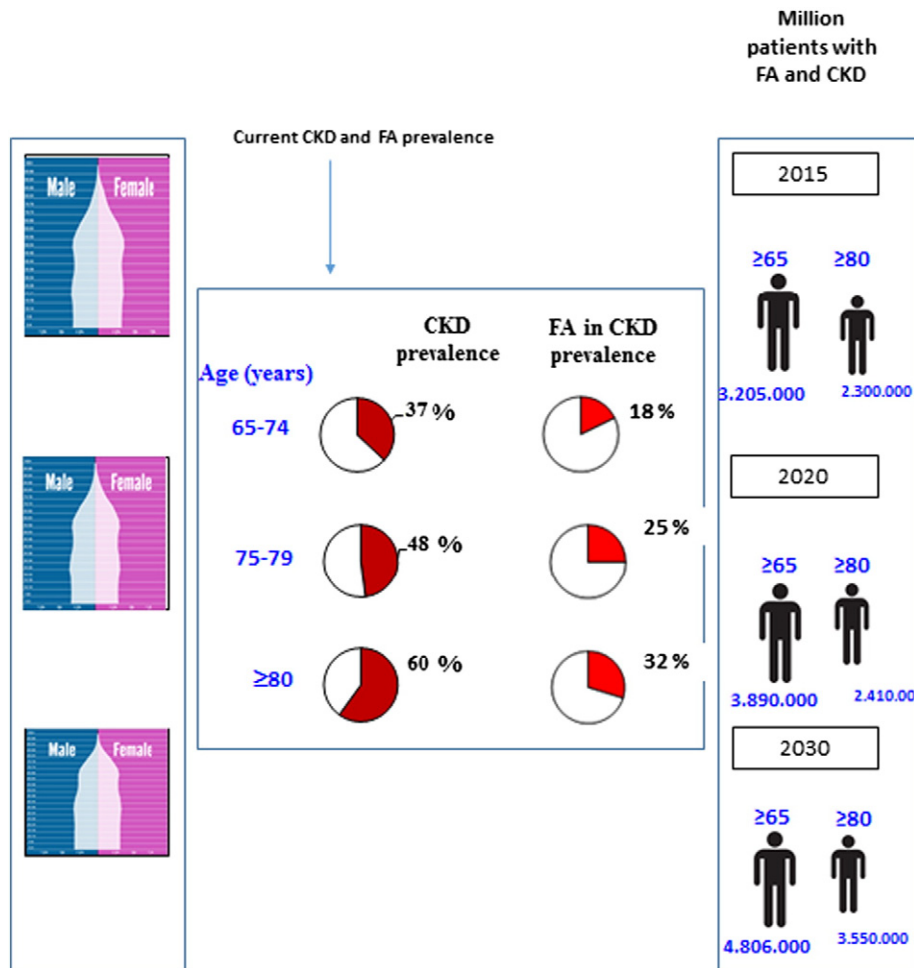 Million
patients with
FA and CKD
Current CKD and FA prevalence
Male Female
2015
≥65 ≥80
3.205.000 2.300.000
CKD
prevalence
FA in CKD
prevalence
Age (years)
65-74
37 %
18 %
Male Female
2020
75-79
48 %
25 %
≥65 ≥80
3.890.000 2.410.00
≥80
60 %
32 %
Male Female
2030
≥65 ≥80
4.806.000 3.550.000